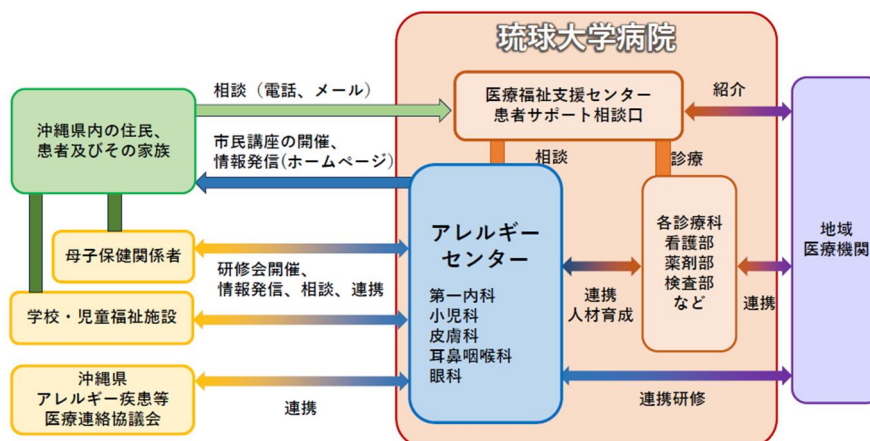 琉球大学病院
相談（電話、メール）
医療福祉支援センター
患者サポート相談口
紹介
沖縄県内の住民、
患者及びその家族
市民講座の開催、
情報発信(ホームページ)
相談
診療
アレルギー
センター
第一内科
小児科
皮膚科
耳鼻咽喉科
眼科
各診療科
看護部
薬剤部
検査部
など
地域
医療機関
母子保健関係者
研修会開催、
情報発信、相談、連携
連携
人材育成
連携
学校・児童福祉施設
沖縄県
アレルギー疾患等
医療連絡協議会
連携
連携研修